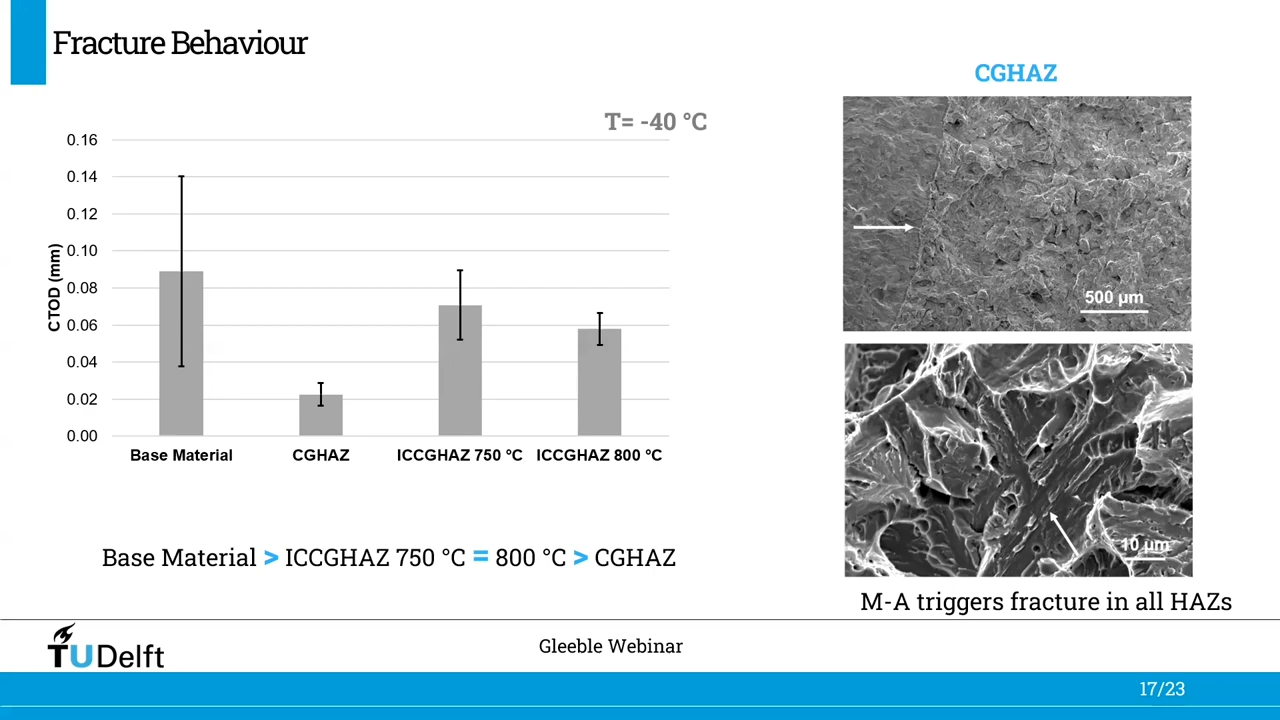 Fracture Behaviour
CGHAZ
T= -40 °C
0.16
0.14
0.12
0.10
0.08
0.06
0.04
0.02
0.00
CTOD (mm)
Base Material
CGHAZ
ICCGHAZ 750 °C
ICCGHAZ 800 °C
500 µm
10 µm
Base Material > ICCGHAZ 750 °C = 800 °C > CGHAZ
M-A triggers fracture in all HAZs
TUDelft
Gleeble Webinar
17/23